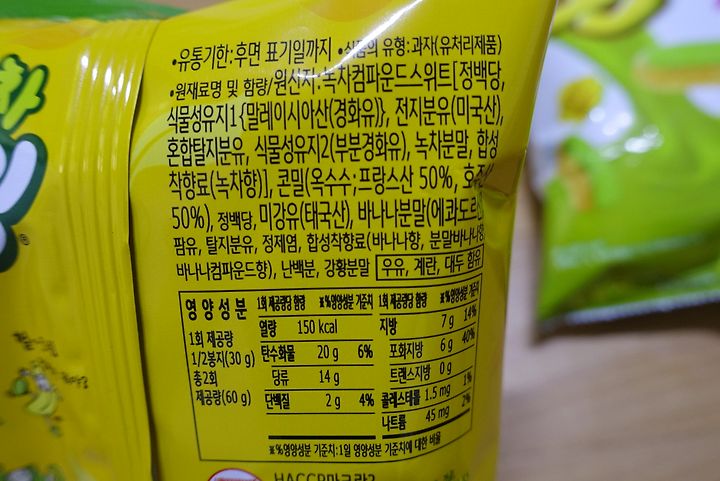 •유통기한:후면 표기일까지 •식품의 유형:과자(유처리제품)
•원재료명 및 함량/원산지:녹차컴파운드스위트[정백당,
식물성유지1{말레이시아산(경화유)}, 전지분유(미국산),
혼합탈지분유, 식물성유지2(부분경화유), 녹차분말, 합성
착향료(녹차향)], 콘밀(옥수수:프랑스산 50%,
50%), 정백당, 미강유(태국산), 바나나분말(에콰도르산
팜유, 탈지분유, 정제염, 합성착향료(바나나향, 분말바나나향
바나나컴파운드향), 난백분, 강황분말 우유, 계란, 대두 함유
영양성분
1회 제공량
1/2봉지(30 g)
총2회
제공량(60 g)
1회 제공량당 함량 ※%영양성분 기준치
열량 150 kcal
탄수화물 20 g 6%
당류 14 g
단백질 2 g 4%
1회 제공량당 함량 ※%영양성분 기준치
지방 7 g 14%
포화지방 6 g 40%
트랜스지방 0 g
콜레스테롤 1.5 mg 1%
나트륨 45 mg 2%
※%영양성분 기준치:1일 영양성분 기준치에 대한 비율